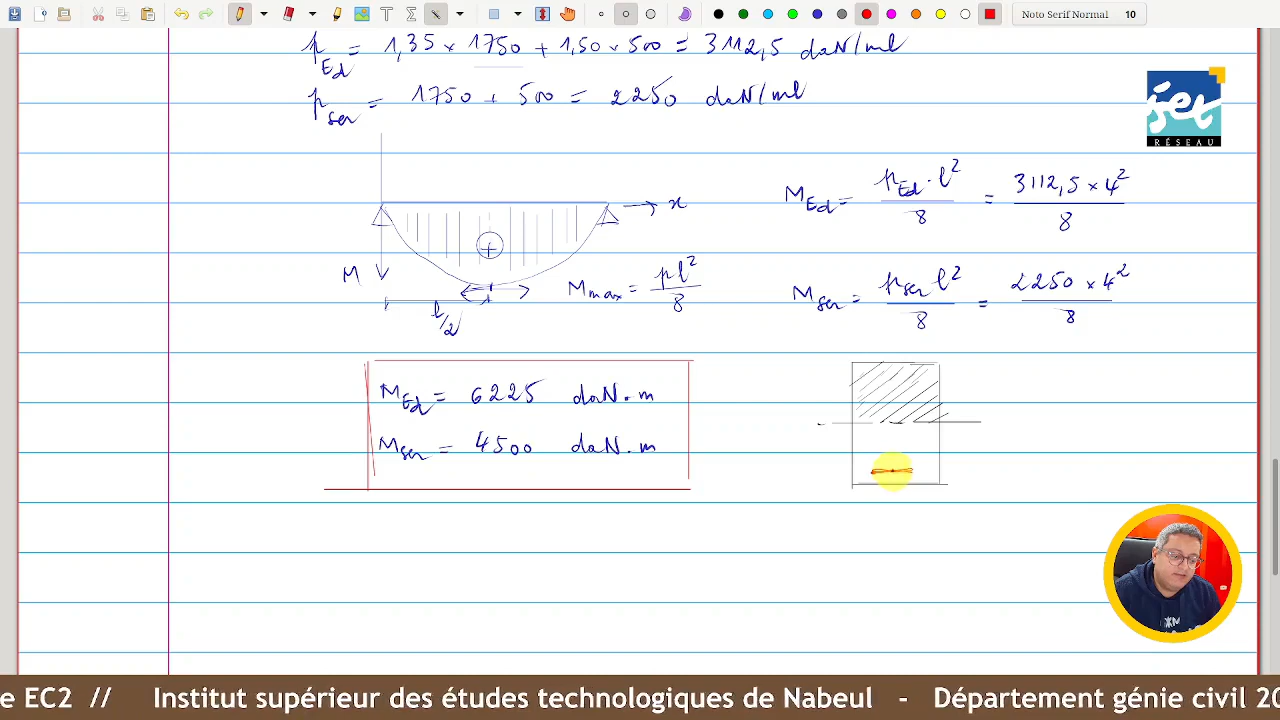 Noto Serif Normal 10
p_Ed = 1,35 × 1750 + 1,50 × 500 = 3112,5 daN/ml
p_ser = 1750 + 500 = 2250 daN/ml
iset
RÉSEAU
M_Ed = p_Ed · l² / 8 = 3112,5 × 4² / 8
x
+
M
M_max = pl² / 8
l/2
M_ser = p_ser l² / 8 = 2250 × 4² / 8
M_Ed = 6225 daN.m
M_ser = 4500 daN.m
e EC2 // Institut supérieur des études technologiques de Nabeul - Département génie civil 20